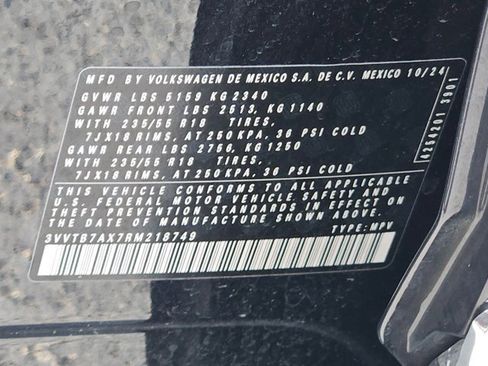 MFD BY VOLKSWAGEN DE MEXICO S.A. DE C.V. MEXICO 10/24
GVWR LBS 5159 KG 2340
GAWR FRONT LBS 2513, KG 1140
WITH 235/55 R18 TIRES,
7JX18 RIMS, AT 250 KPA, 36 PSI COLD
GAWR REAR LBS 2756, KG 1250
WITH 235/55 R18 TIRES,
7JX18 RIMS, AT 250 KPA, 36 PSI COLD
THIS VEHICLE CONFORMS TO ALL APPLICABLE
U.S. FEDERAL MOTOR VEHICLE SAFETY AND
THEFT PREVENTION STANDARDS IN EFFECT ON
THE DATE OF MANUFACTURE SHOWN ABOVE.
3VVTB7AX7RM218749 TYPE: MPV
4254201 3901